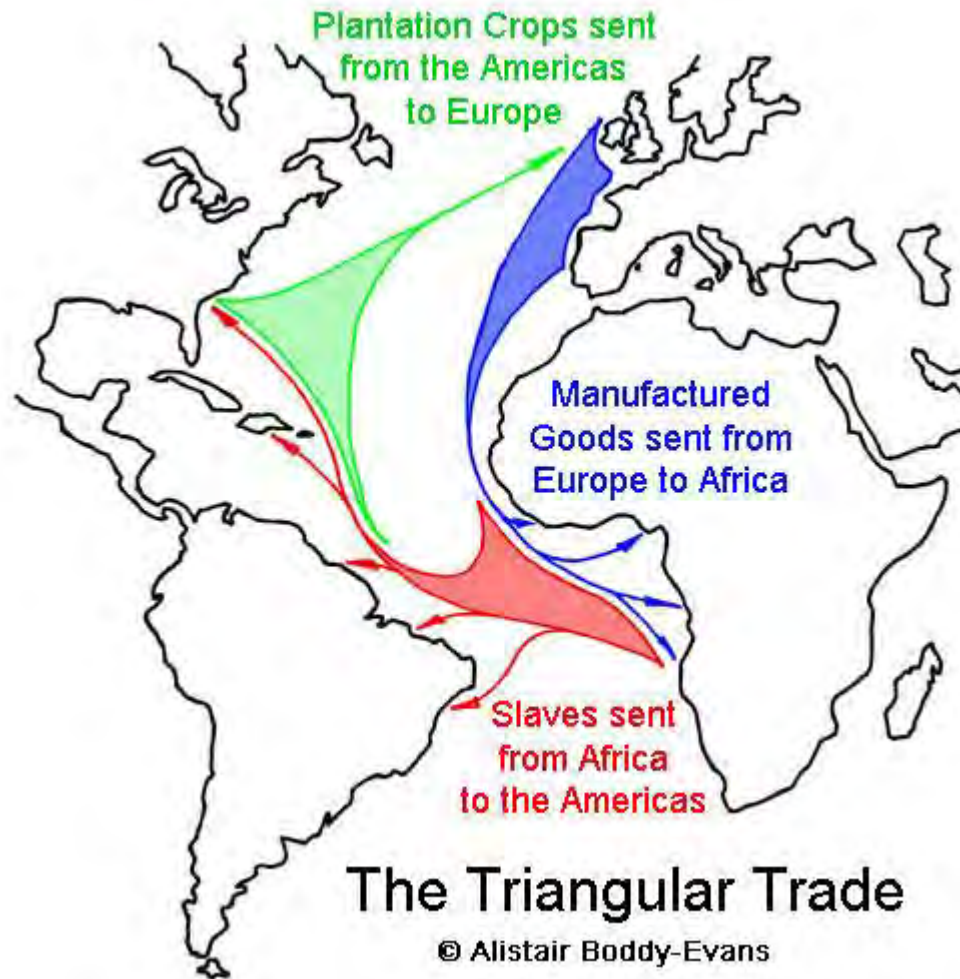 Plantation Crops sent
from the Americas
to Europe
Manufactured
Goods sent from
Europe to Africa
Slaves sent
from Africa
to the Americas
The Triangular Trade
© Alistair Boddy-Evans